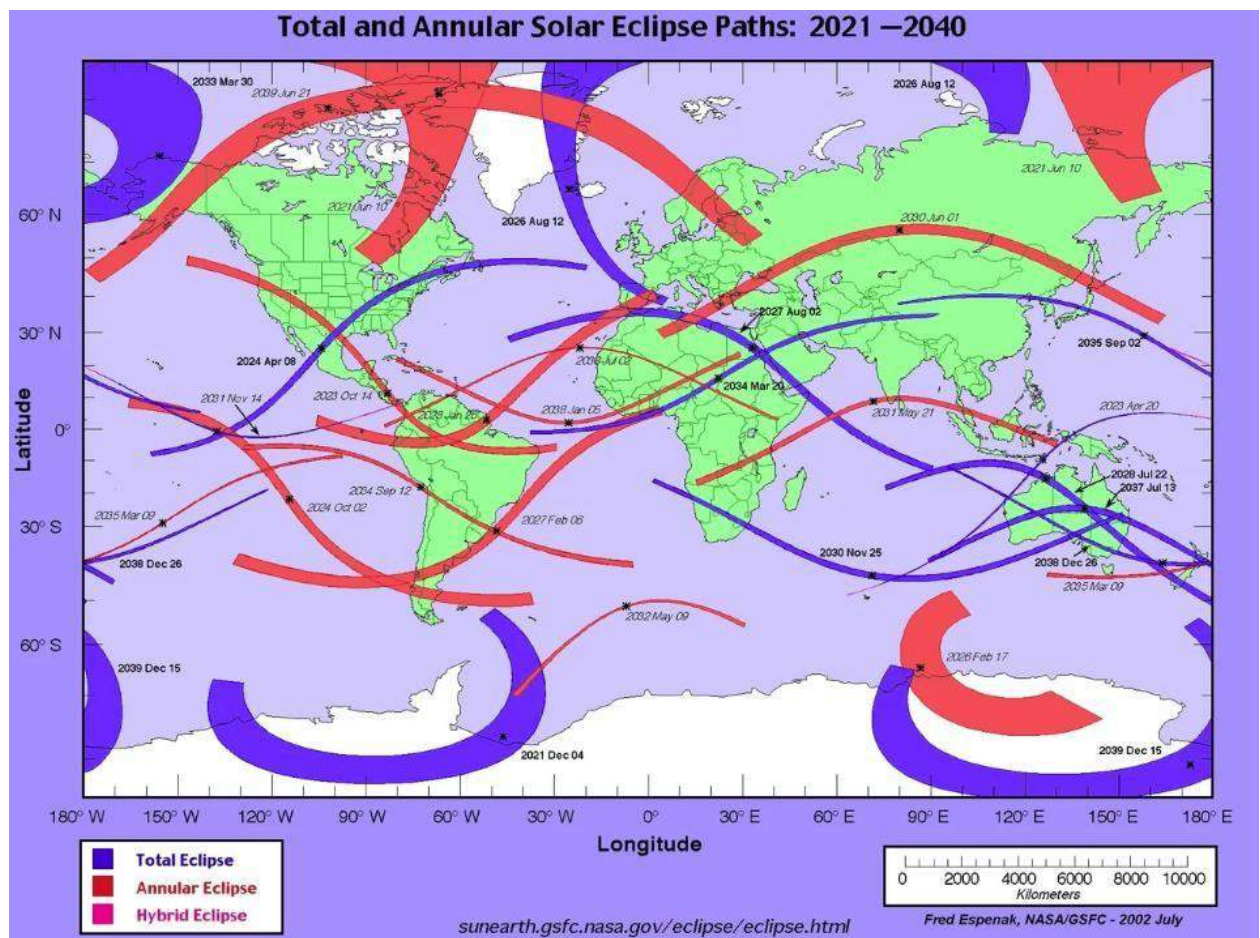 Total and Annular Solar Eclipse Paths: 2021 —2040
2033 Mar 30
2039 Jun 21
2026 Aug 12
2021 Jun 10
2021 Jun 10
2026 Aug 12
2030 Jun 01
60° N
2027 Aug 02
30° N
2024 Apr 08
2035 Sep 02
2034 Mar 20
2031 Nov 14
2023 Oct 14
2028 Jan 26
2038 Jul 02
2038 Jan 05
2031 May 21
2023 Apr 20
0°
Latitude
2034 Sep 12
2028 Jul 22
2037 Jul 13
2035 Mar 09
2024 Oct 02
2027 Feb 06
30° S
2038 Dec 26
2030 Nov 25
2038 Dec 26
2035 Mar 09
2032 May 09
60° S
2039 Dec 15
2026 Feb 17
2021 Dec 04
2039 Dec 15
180° W
150° W
120° W
90° W
60° W
30° W
0°
30° E
60° E
90° E
120° E
150° E
180° E
Longitude
Total Eclipse
Annular Eclipse
Hybrid Eclipse
0 2000 4000 6000 8000 10000
Kilometers
sunearth.gsfc.nasa.gov/eclipse/eclipse.html
Fred Espenak, NASA/GSFC - 2002 July